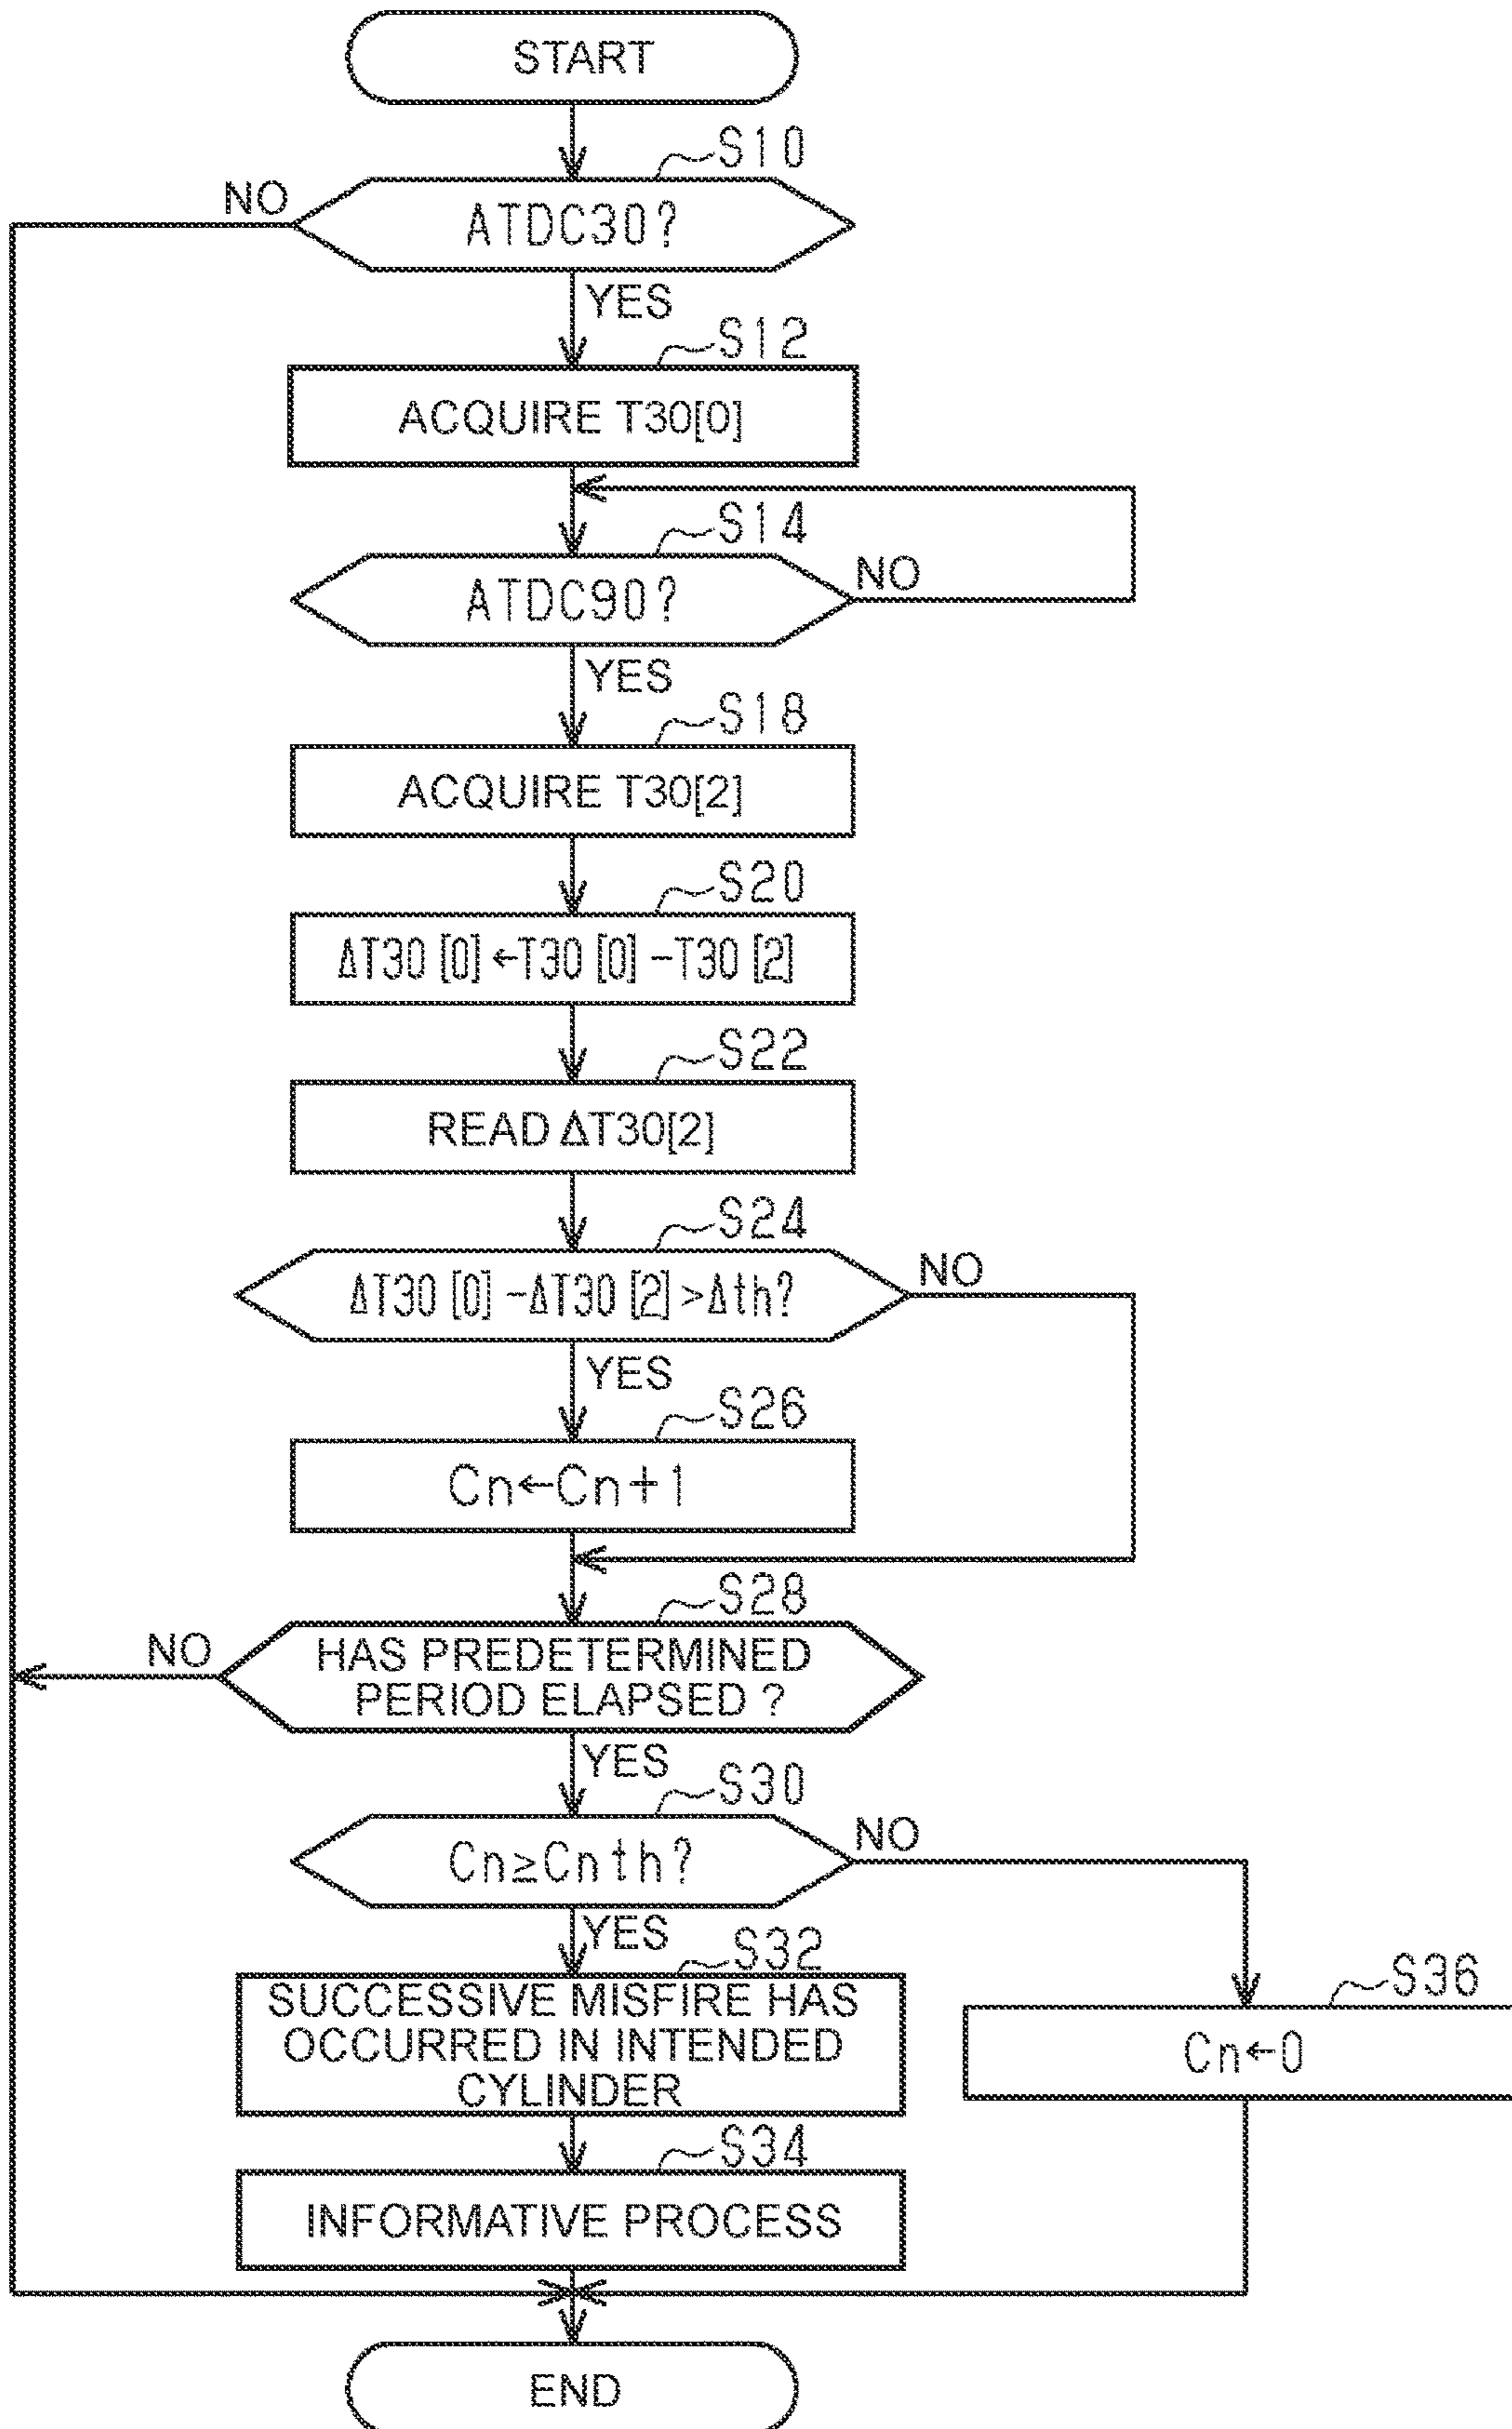 START
S10
NO
ATDC30?
YES
S12
ACQUIRE T30[0]
S14
ATDC90?
NO
YES
S18
ACQUIRE T30[2]
S20
ΔT30[0]←T30[0]-T30[2]
S22
READ ΔT30[2]
S24
ΔT30[0]-ΔT30[2]>Δth?
NO
YES
S26
Cn←Cn+1
S28
NO
HAS PREDETERMINED
PERIOD ELAPSED ?
YES
S30
Cn≧Cnth?
NO
YES
S32
SUCCESSIVE MISFIRE HAS
OCCURRED IN INTENDED
CYLINDER
S36
Cn←0
S34
INFORMATIVE PROCESS
END